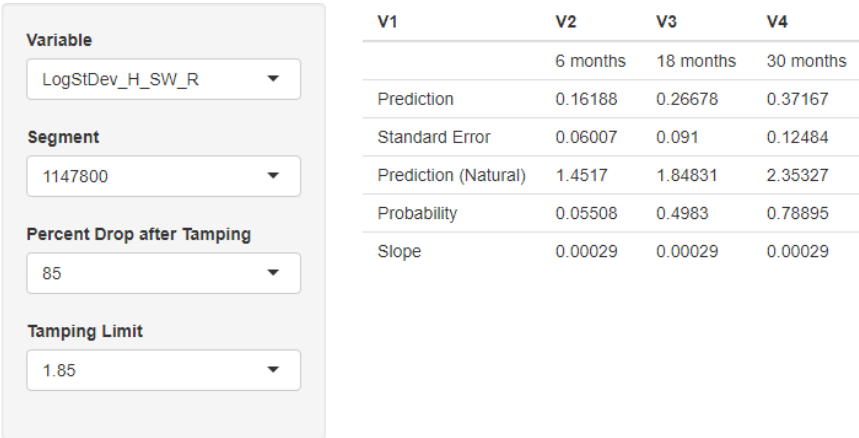 Variable
LogStDev_H_SW_R
Segment
1147800
Percent Drop after Tamping
85
Tamping Limit
1.85
V1 V2 V3 V4
6 months 18 months 30 months
Prediction 0.16188 0.26678 0.37167
Standard Error 0.06007 0.091 0.12484
Prediction (Natural) 1.4517 1.84831 2.35327
Probability 0.05508 0.4983 0.78895
Slope 0.00029 0.00029 0.00029